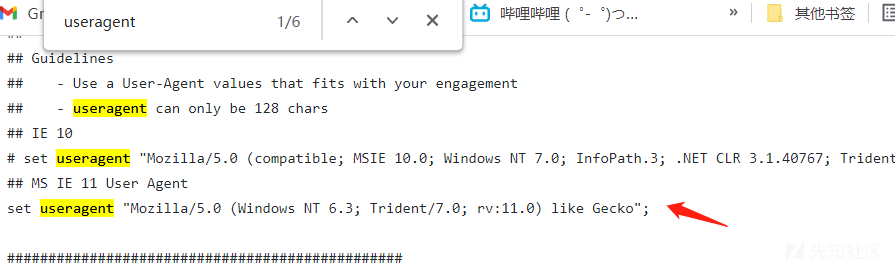 Gr
useragent 1/6
哔哩哔哩 ( ゜- ゜)つ... » 其他书签
##
## Guidelines
## - Use a User-Agent values that fits with your engagement
## - useragent can only be 128 chars
## IE 10
# set useragent "Mozilla/5.0 (compatible; MSIE 10.0; Windows NT 7.0; InfoPath.3; .NET CLR 3.1.40767; Trident
## MS IE 11 User Agent
set useragent "Mozilla/5.0 (Windows NT 6.3; Trident/7.0; rv:11.0) like Gecko";
################################################
先知社区